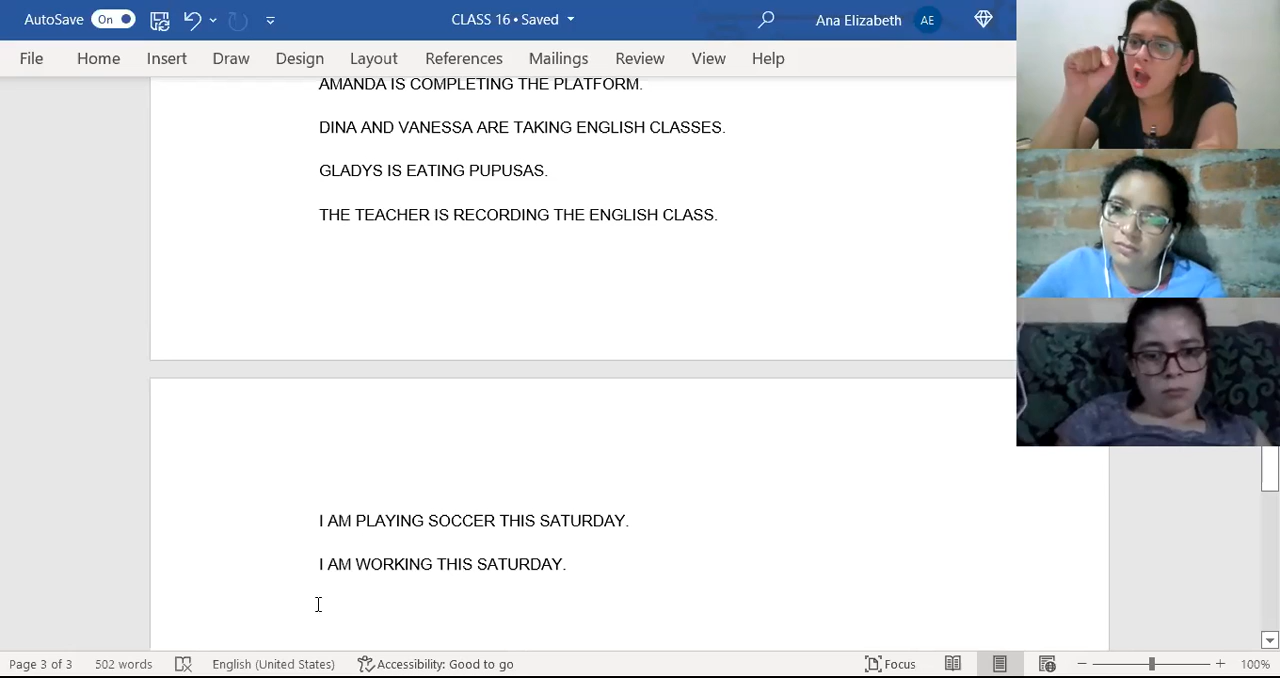 AutoSave On CLASS 16 • Saved Ana Elizabeth AE
File Home Insert Draw Design Layout References Mailings Review View Help
AMANDA IS COMPLETING THE PLATFORM.
DINA AND VANESSA ARE TAKING ENGLISH CLASSES.
GLADYS IS EATING PUPUSAS.
THE TEACHER IS RECORDING THE ENGLISH CLASS.
I AM PLAYING SOCCER THIS SATURDAY.
I AM WORKING THIS SATURDAY.
Page 3 of 3 502 words English (United States) Accessibility: Good to go Focus 100%